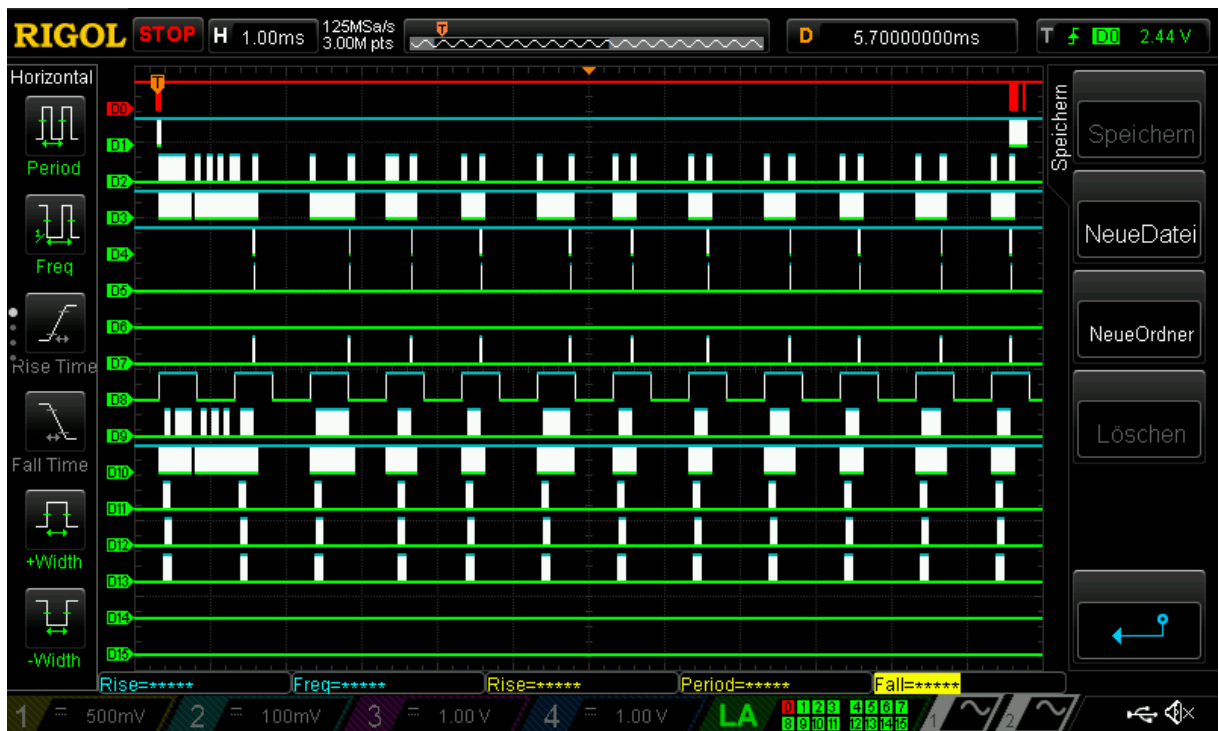 RIGOL STOP H 1.00ms 125MSa/s 3.00M pts T D 5.70000000ms T D0 2.44 V
Horizontal
Period
Freq
Rise Time
Fall Time
+Width
-Width
T
D0
D1
D2
D3
D4
D5
D6
D7
D8
D9
D10
D11
D12
D13
D14
D15
Speichern
Speichern
NeueDatei
NeueOrdner
Löschen
Rise=***** Freq=***** Rise=***** Period=***** Fall=*****
1 500mV 2 100mV 3 1.00 V 4 1.00 V LA 0 1 2 3 4 5 6 7 1 2
8 9 10 11 12 13 14 15